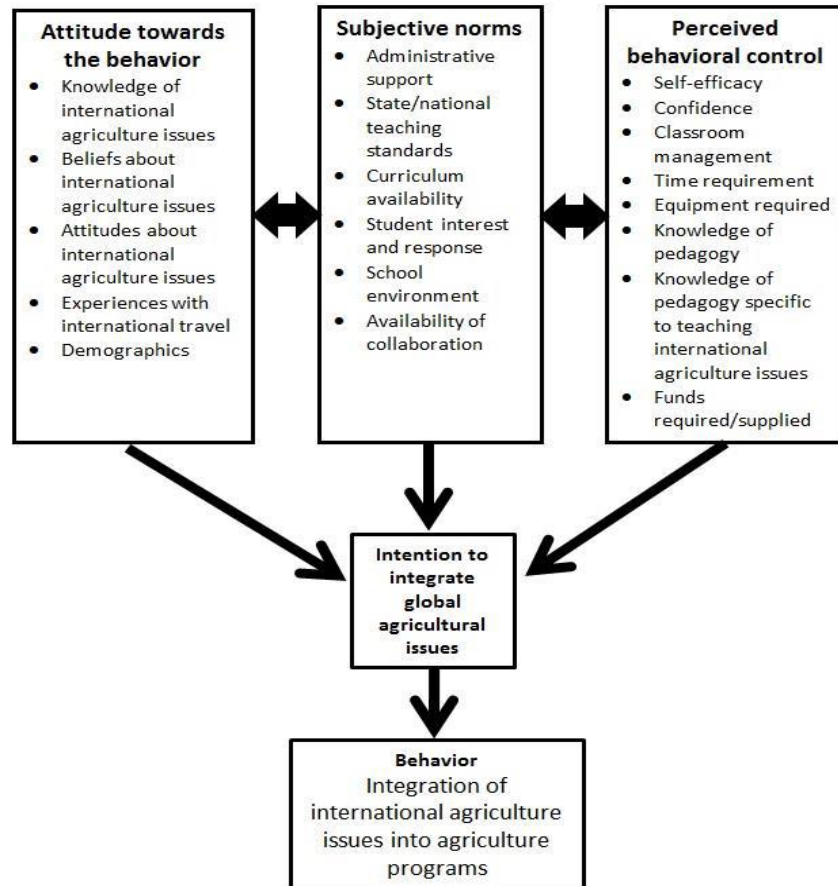 Attitude towards
the behavior
• Knowledge of
international
agriculture issues
• Beliefs about
international
agriculture issues
• Attitudes about
international
agriculture issues
• Experiences with
international travel
• Demographics
Subjective norms
• Administrative
support
• State/national
teaching
standards
• Curriculum
availability
• Student interest
and response
• School
environment
• Availability of
collaboration
Perceived
behavioral control
• Self-efficacy
• Confidence
• Classroom
management
• Time requirement
• Equipment required
• Knowledge of
pedagogy
• Knowledge of
pedagogy specific
to teaching
international
agriculture issues
• Funds
required/supplied
Intention to
integrate
global
agricultural
issues
Behavior
Integration of
international agriculture
issues into agriculture
programs